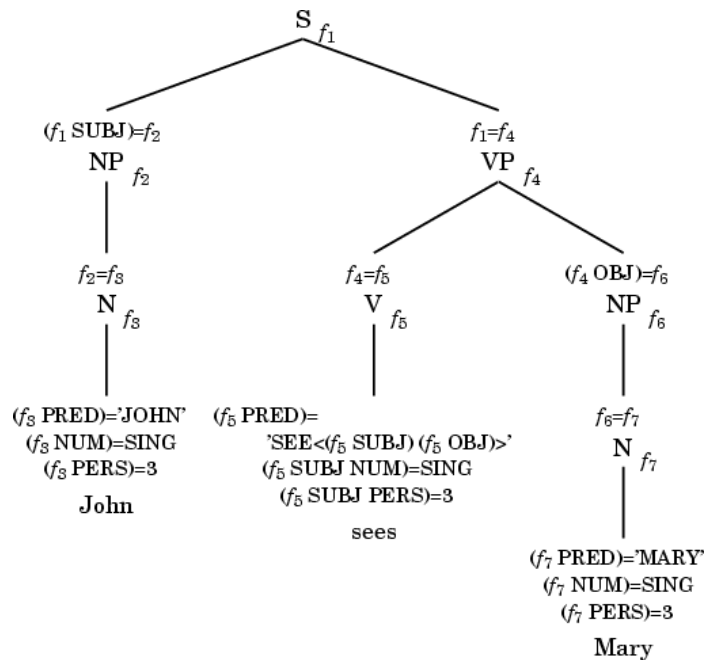 S f₁
(f₁ SUBJ)=f₂
NP f₂
f₁=f₄
VP f₄
f₂=f₃
N f₃
f₄=f₅
V f₅
(f₄ OBJ)=f₆
NP f₆
(f₃ PRED)='JOHN'
(f₃ NUM)=SING
(f₃ PERS)=3
John
(f₅ PRED)=
'SEE<(f₅ SUBJ) (f₅ OBJ)>'
(f₅ SUBJ NUM)=SING
(f₅ SUBJ PERS)=3
sees
f₆=f₇
N f₇
(f₇ PRED)='MARY'
(f₇ NUM)=SING
(f₇ PERS)=3
Mary